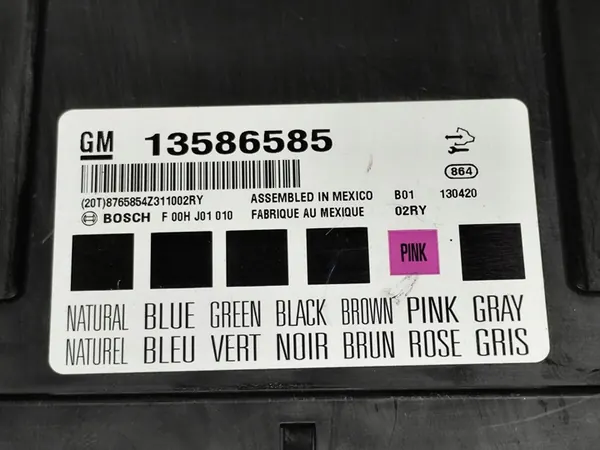 GM 13586585
864
(20T)8765854Z311002RY ASSEMBLED IN MEXICO B01 130420
BOSCH F 00H J01 010 FABRIQUE AU MEXIQUE 02RY
PINK
NATURAL BLUE GREEN BLACK BROWN PINK GRAY
NATUREL BLEU VERT NOIR BRUN ROSE GRIS